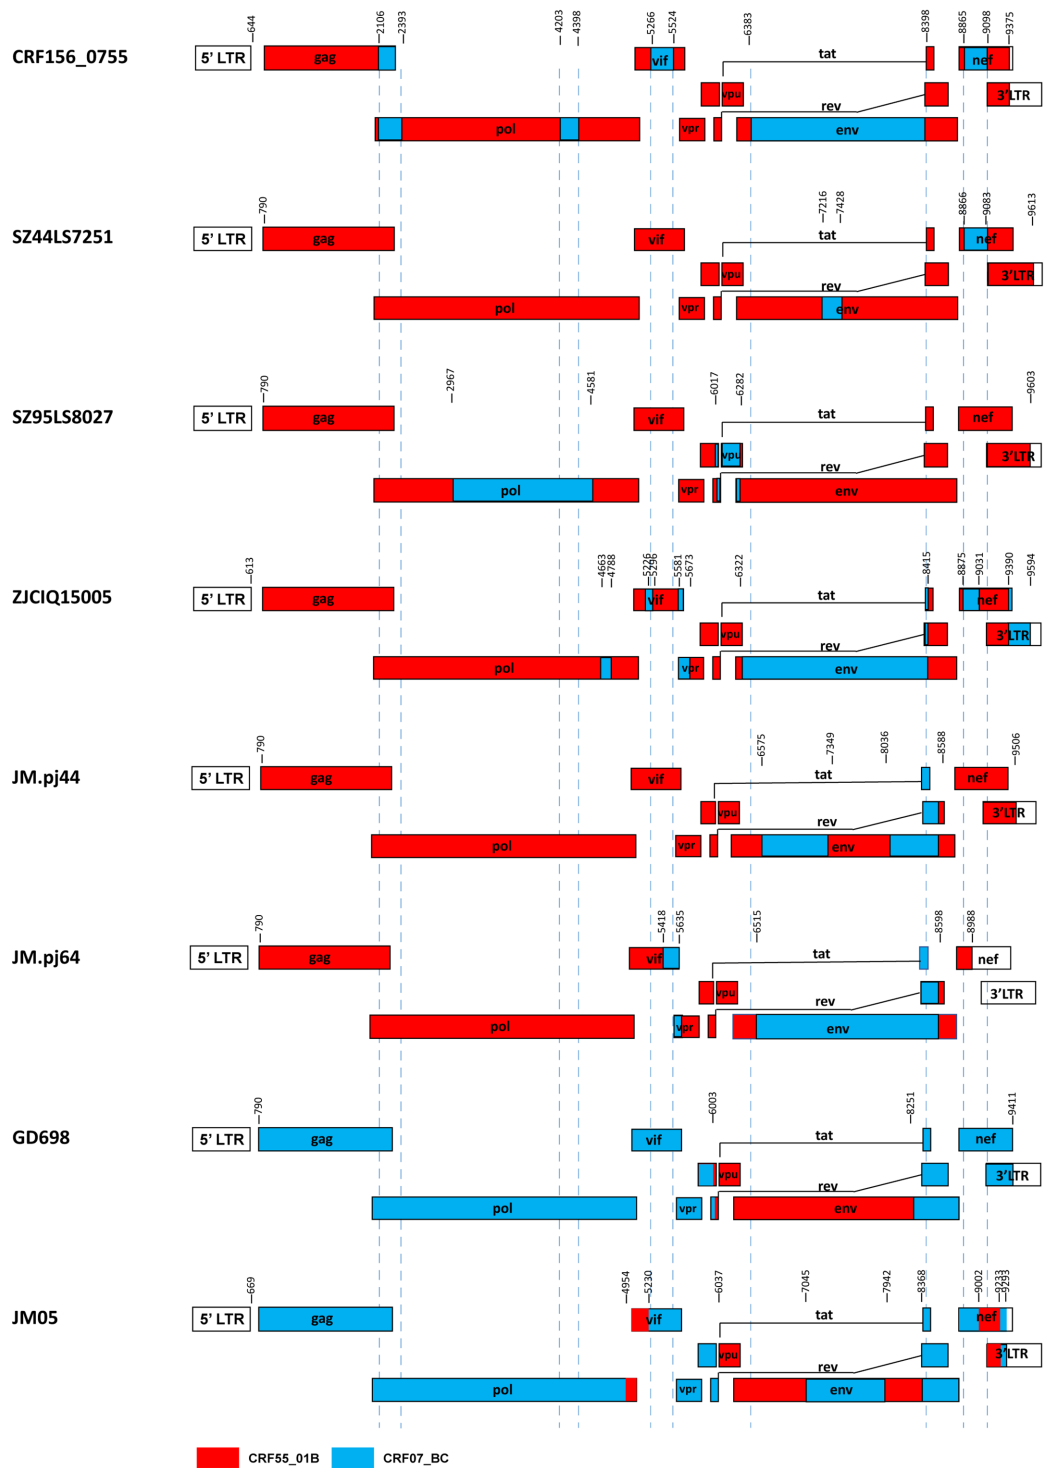 644 2106 2393 4203 4398 5266 5524 6383 8398 8865 9098 9375
CRF156_0755 5' LTR gag vif tat nef
vpu 3'LTR
rev
pol vpr env
790 7216 7428 8866 9083 9613
SZ44LS7251 5' LTR gag vif tat nef
vpu 3'LTR
rev
pol vpr env
790 2967 4581 6017 6282 9603
SZ95LS8027 5' LTR gag vif tat nef
vpu 3'LTR
rev
pol vpr env
613 4663 4788 5226 5296 5581 5673 6322 8415 8875 9031 9390 9594
ZJCIQ15005 5' LTR gag vif tat nef
vpu 3'LTR
rev
pol vpr env
790 6575 7349 8036 8588 9506
JM.pj44 5' LTR gag vif tat nef
vpu 3'LTR
rev
pol vpr env
790 5418 5635 6515 8598 8988
JM.pj64 5' LTR gag vif tat nef
vpu 3'LTR
rev
pol vpr env
790 6003 8251 9411
GD698 5' LTR gag vif tat nef
vpu 3'LTR
rev
pol vpr env
669 4954 5230 6037 7045 7942 8368 9002 9233 9293
JM05 5' LTR gag vif tat nef
vpu 3'LTR
rev
pol vpr env
CRF55_01B CRF07_BC